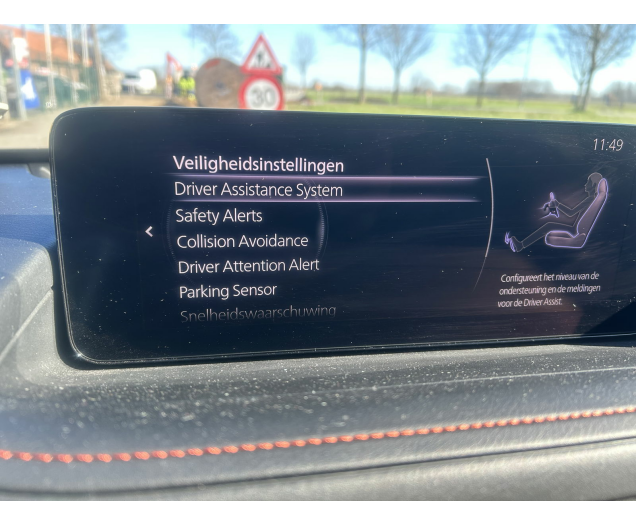 30
11:49
Veiligheidsinstellingen
Driver Assistance System
Safety Alerts
Collision Avoidance
Driver Attention Alert
Parking Sensor
Snelheidswaarschuwing
Configureert het niveau van de
ondersteuning en de meldingen
voor de Driver Assist.